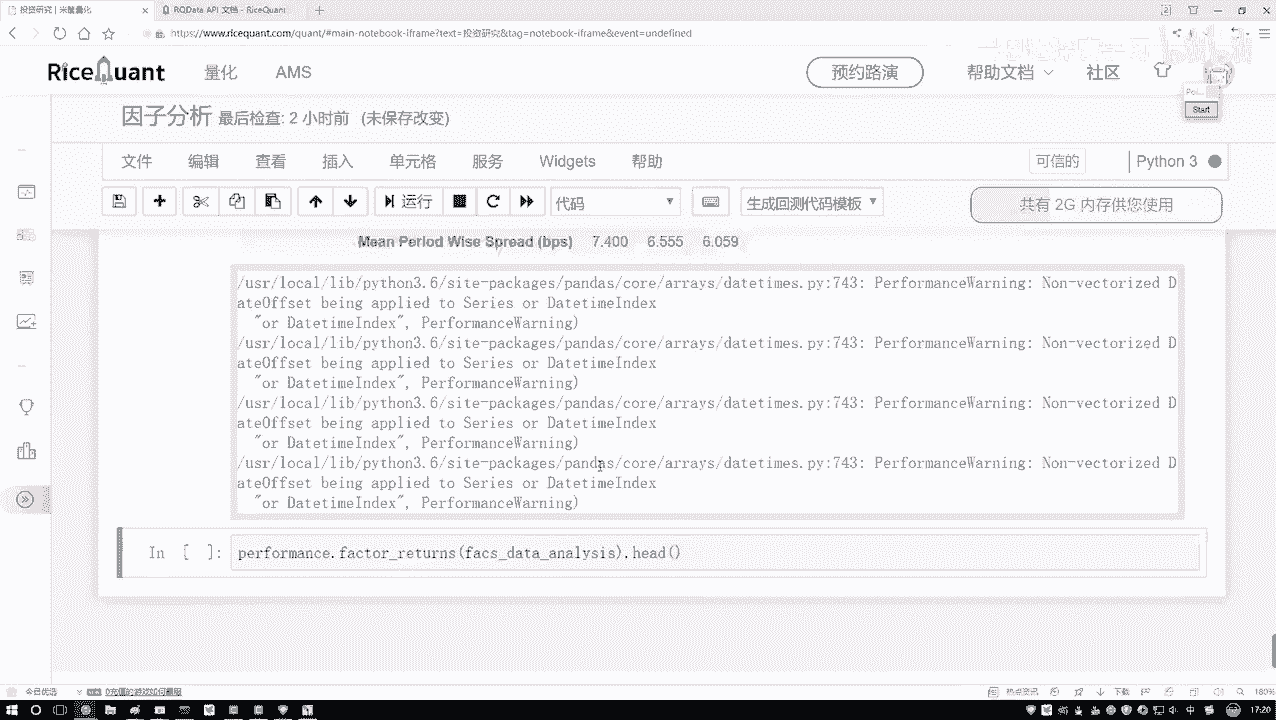 投资研究 | 米筐量化
RQData API 文档 - RiceQuant
https://www.ricequant.com/quant/#main-notebook-iframe?text=投资研究&tag=notebook-iframe&event=undefined
RiceQuant 量化 AMS 预约路演 帮助文档 社区
Start
因子分析 最后检查: 2 小时前 (未保存改变)
文件 编辑 查看 插入 单元格 服务 Widgets 帮助 可信的 Python 3
运行 代码 生成回测代码模板 共有 2G 内存供您使用
Mean Period Wise Spread (bps) 7.400 6.555 6.059
/usr/local/lib/python3.6/site-packages/pandas/core/arrays/datetimes.py:743: PerformanceWarning: Non-vectorized D
ateOffset being applied to Series or DatetimeIndex
"or DatetimeIndex", PerformanceWarning)
/usr/local/lib/python3.6/site-packages/pandas/core/arrays/datetimes.py:743: PerformanceWarning: Non-vectorized D
ateOffset being applied to Series or DatetimeIndex
"or DatetimeIndex", PerformanceWarning)
/usr/local/lib/python3.6/site-packages/pandas/core/arrays/datetimes.py:743: PerformanceWarning: Non-vectorized D
ateOffset being applied to Series or DatetimeIndex
"or DatetimeIndex", PerformanceWarning)
/usr/local/lib/python3.6/site-packages/pandas/core/arrays/datetimes.py:743: PerformanceWarning: Non-vectorized D
ateOffset being applied to Series or DatetimeIndex
"or DatetimeIndex", PerformanceWarning)
In [ ]: performance.factor_returns(facs_data_analysis).head()
今日优选
热点资讯 下载 180%
中 17:20